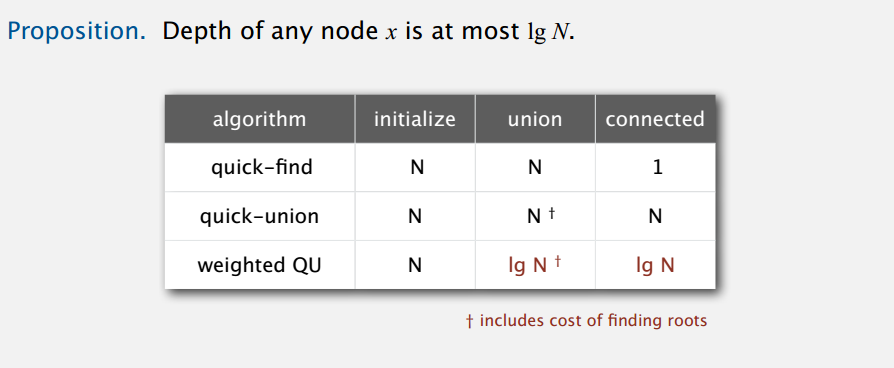 Proposition. Depth of any node x is at most lg N.
algorithm initialize union connected
quick-find N N 1
quick-union N N † N
weighted QU N lg N † lg N
† includes cost of finding roots